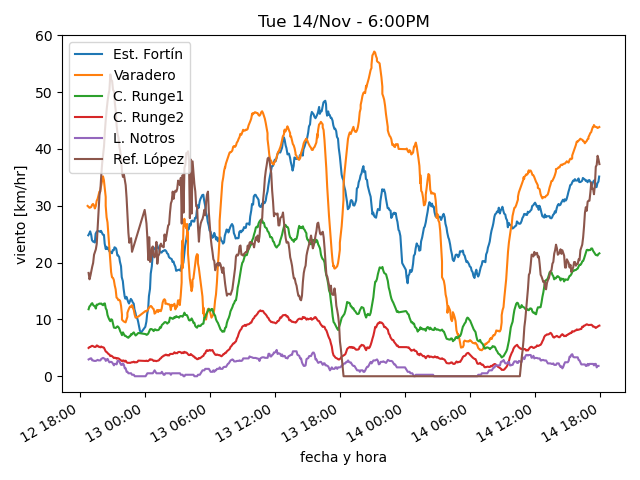 Tue 14/Nov - 6:00PM
60
50
40
30
20
10
0
viento [km/hr]
Est. Fortín
Varadero
C. Runge1
C. Runge2
L. Notros
Ref. López
12 18:00
13 00:00
13 06:00
13 12:00
13 18:00
14 00:00
14 06:00
14 12:00
14 18:00
fecha y hora